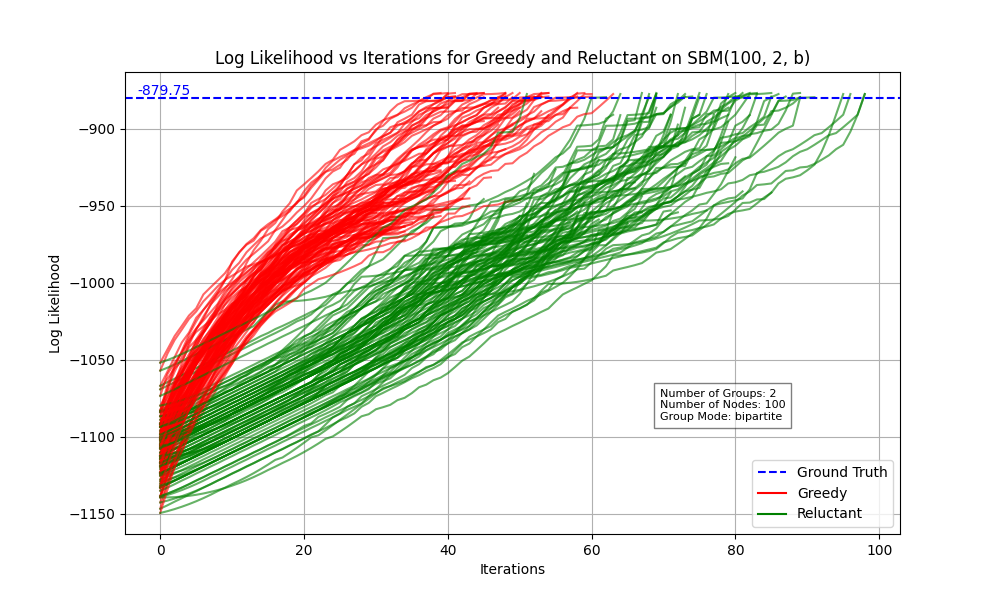 Log Likelihood vs Iterations for Greedy and Reluctant on SBM(100, 2, b)
-879.75
−900
−950
−1000
−1050
−1100
−1150
Log Likelihood
Number of Groups: 2
Number of Nodes: 100
Group Mode: bipartite
Ground Truth
Greedy
Reluctant
0 20 40 60 80 100
Iterations